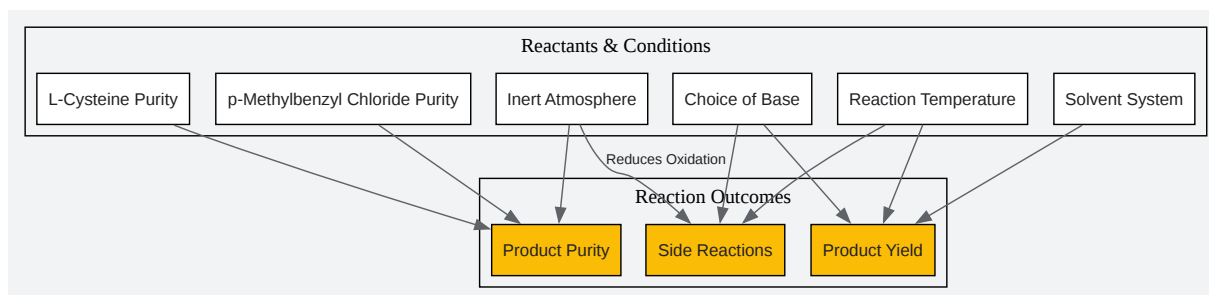 Reactants & Conditions
L-Cysteine Purity
p-Methylbenzyl Chloride Purity
Inert Atmosphere
Choice of Base
Reaction Temperature
Solvent System
Reduces Oxidation
Reaction Outcomes
Product Purity
Side Reactions
Product Yield